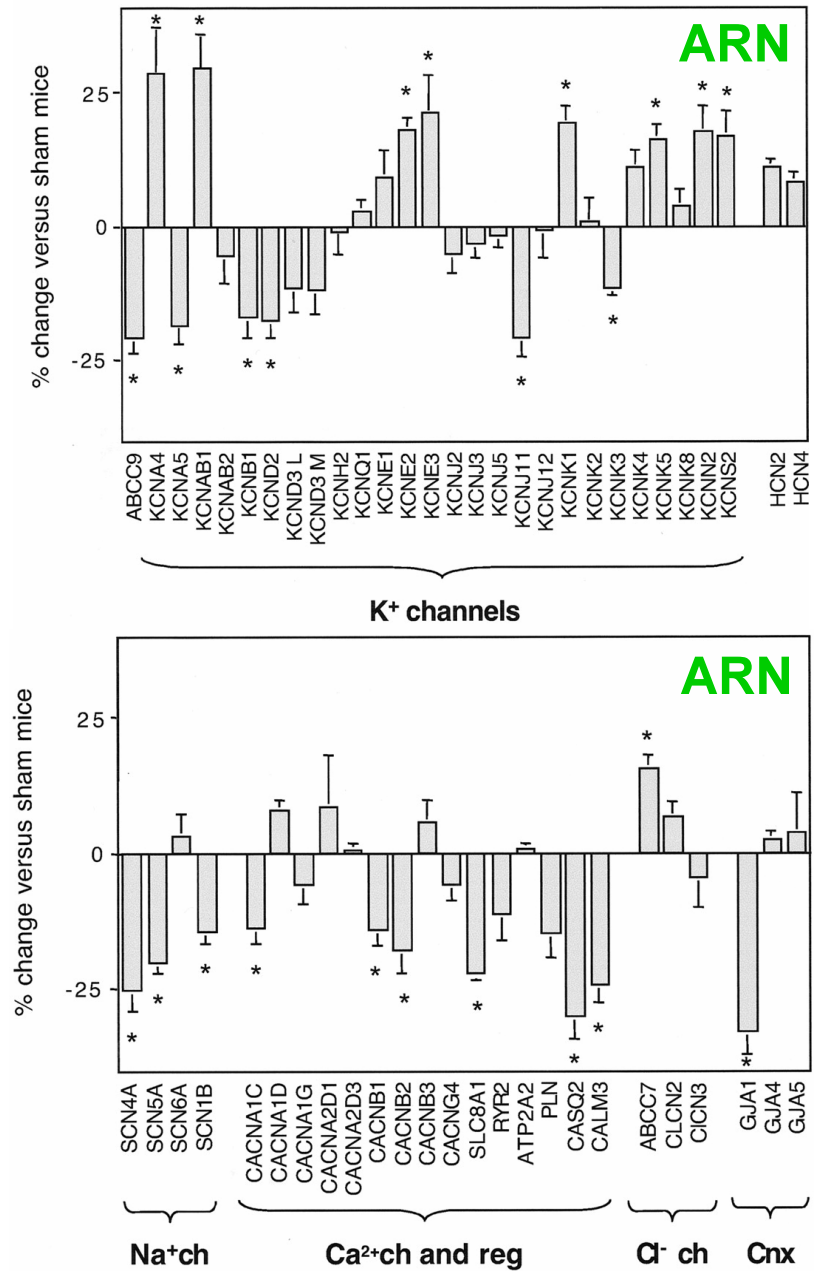 ARN
% change versus sham mice
25
0
-25
* * * * * * * * * * * * * *
ABCC9 KCNA4 KCNA5 KCNAB1 KCNAB2 KCNB1 KCND2 KCND3 L KCND3 M KCNH2 KCNQ1 KCNE1 KCNE2 KCNE3 KCNJ2 KCNJ3 KCNJ5 KCNJ11 KCNJ12 KCNK1 KCNK2 KCNK3 KCNK4 KCNK5 KCNK8 KCNN2 KCNS2 HCN2 HCN4
K+ channels
ARN
% change versus sham mice
25
0
-25
* * * * * * * * * * *
SCN4A SCN5A SCN6A SCN1B CACNA1C CACNA1D CACNA1G CACNA2D1 CACNA2D3 CACNB1 CACNB2 CACNB3 CACNG4 SLC8A1 RYR2 ATP2A2 PLN CASQ2 CALM3 ABCC7 CLCN2 ClCN3 GJA1 GJA4 GJA5
Na+ch Ca2+ch and reg Cl- ch Cnx